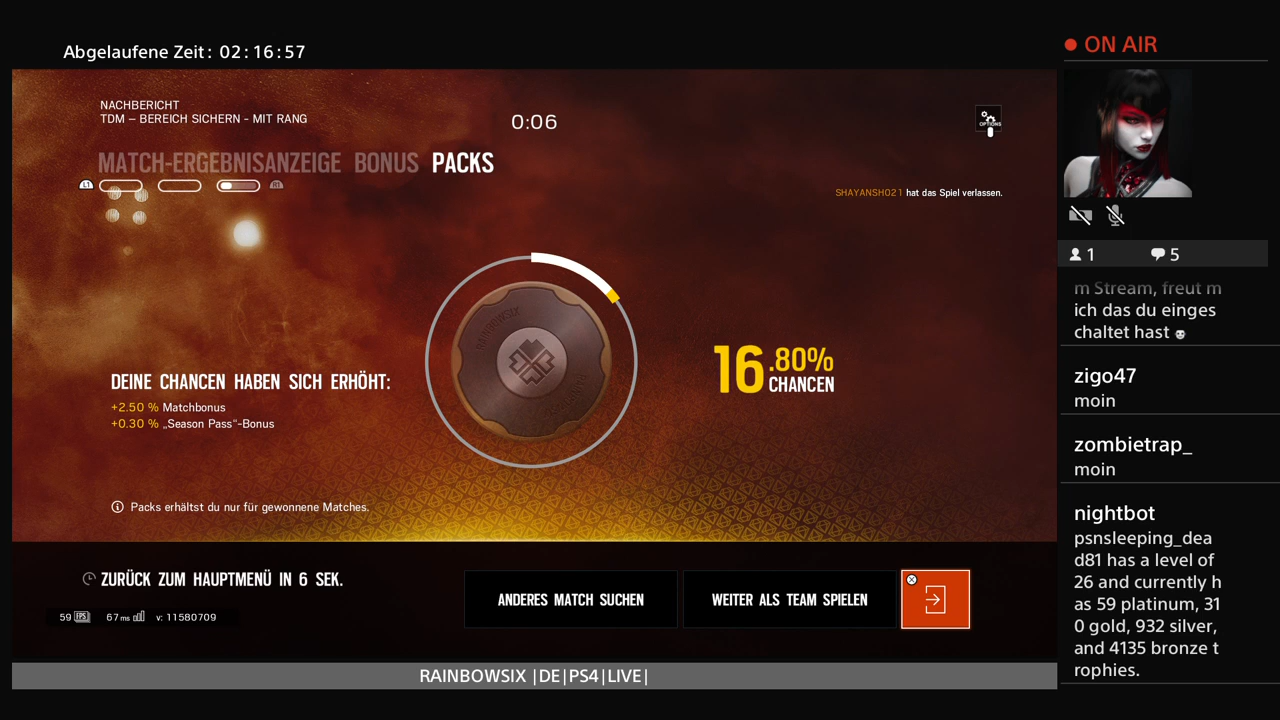 Abgelaufene Zeit: 02:16:57
ON AIR
NACHBERICHT
TDM – BEREICH SICHERN - MIT RANG
0:06
OPTIONS
MATCH-ERGEBNISANZEIGE BONUS PACKS
L1
R1
SHAYANSH021 hat das Spiel verlassen.
RAINBOWSIX
16.80%
CHANCEN
DEINE CHANCEN HABEN SICH ERHÖHT:
+2.50 % Matchbonus
+0.30 % „Season Pass“-Bonus
Packs erhältst du nur für gewonnene Matches.
ZURÜCK ZUM HAUPTMENÜ IN 6 SEK.
ANDERES MATCH SUCHEN
WEITER ALS TEAM SPIELEN
59 FPS 67 ms v: 11580709
RAINBOWSIX |DE|PS4|LIVE|
1 5
m Stream, freut m
ich das du einges
chaltet hast
zigo47
moin
zombietrap_
moin
nightbot
psnsleeping_dea
d81 has a level of
26 and currently h
as 59 platinum, 31
0 gold, 932 silver,
and 4135 bronze t
rophies.